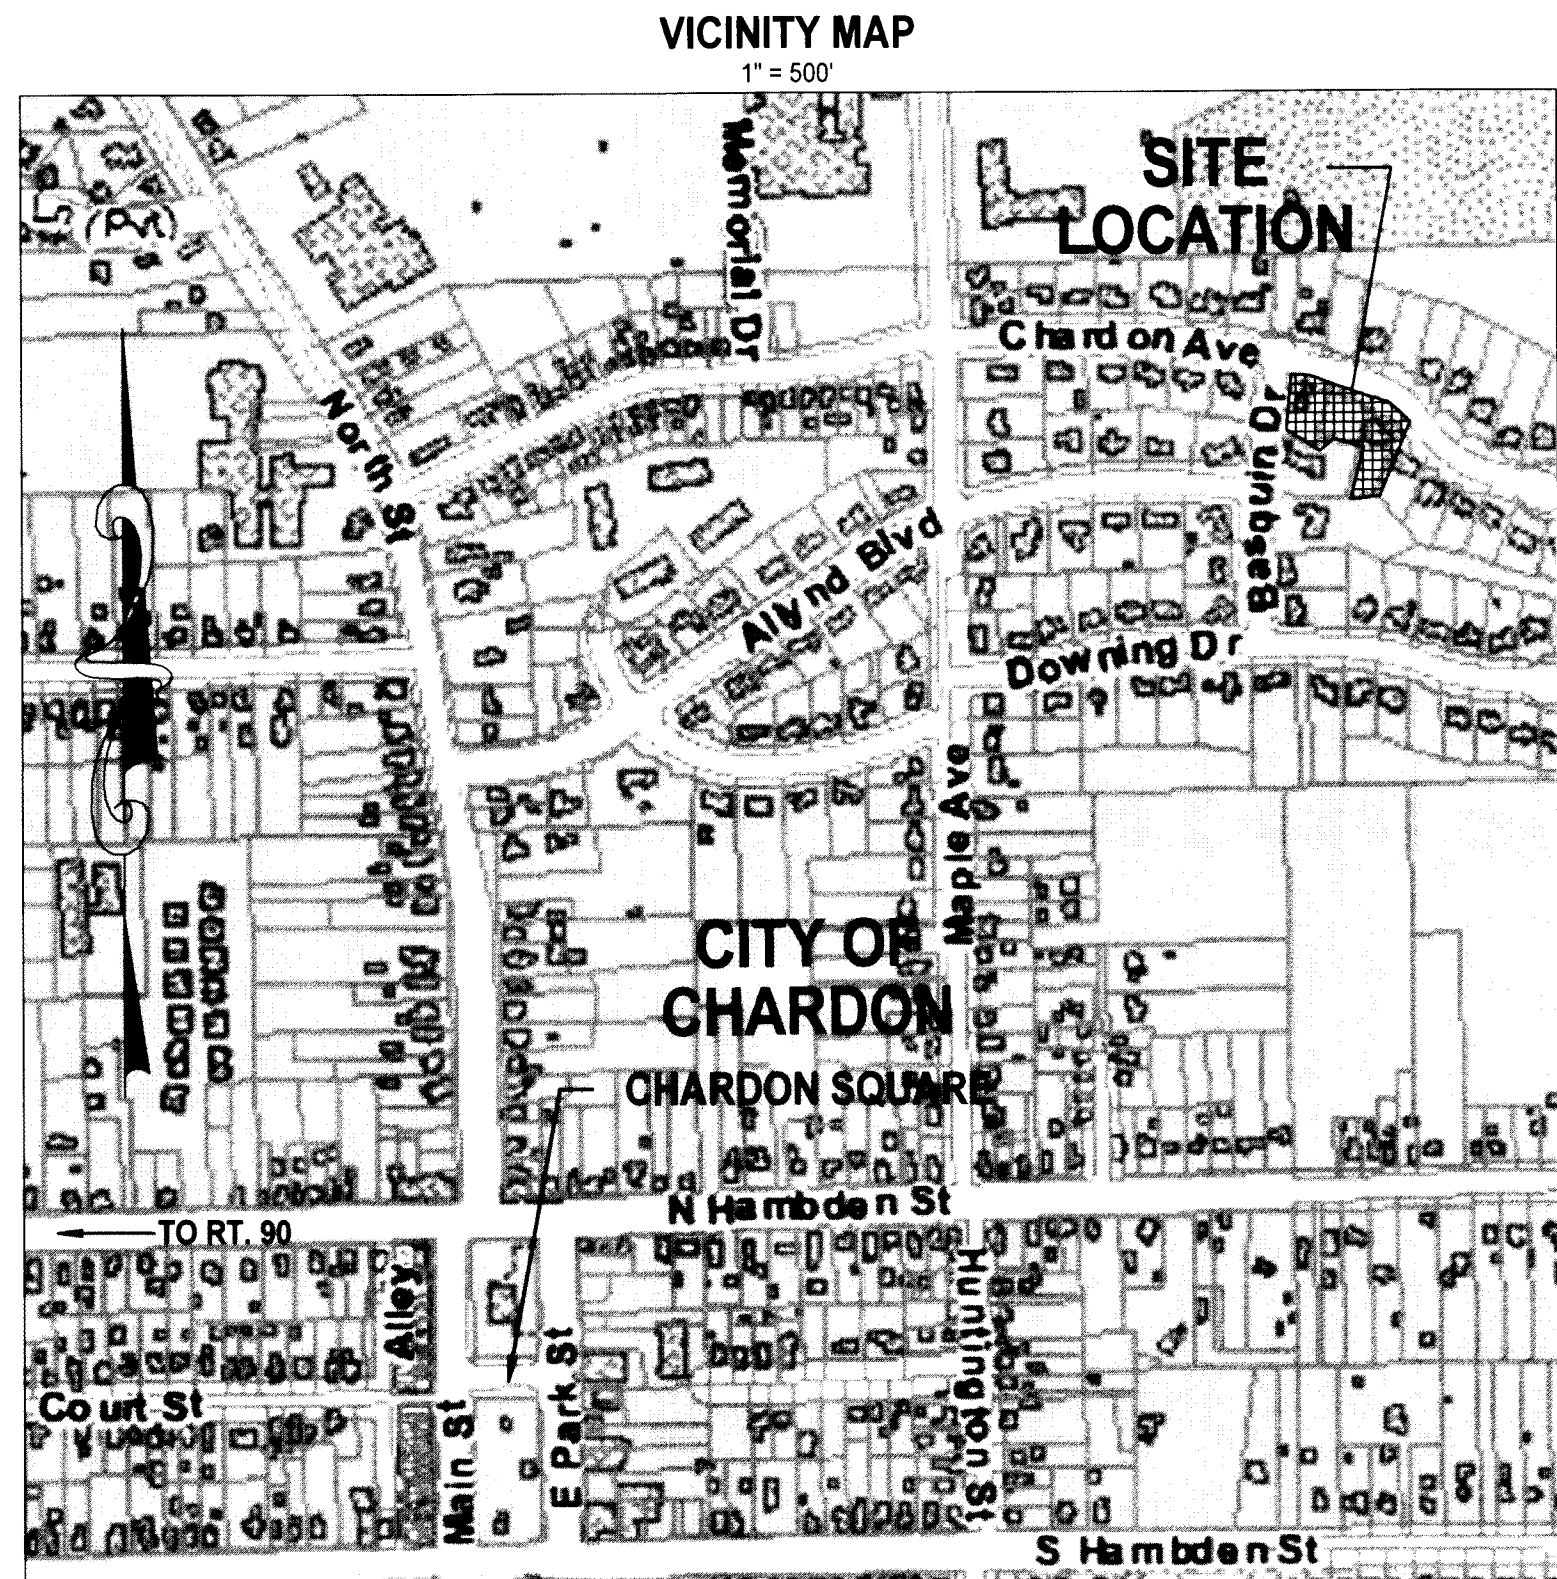 VICINITY MAP
1" = 500'
Memorial Dr
SITE
LOCATION
(Pvt)
Chardon Ave
North St
Basquin Dr
Allynd Blvd
Downing Dr
Maple Ave
CITY OF
CHARDON
CHARDON SQUARE
N Hambden St
TO RT. 90
Alley
Huntington St
E Park St
Court St
Main St
S Hambden St